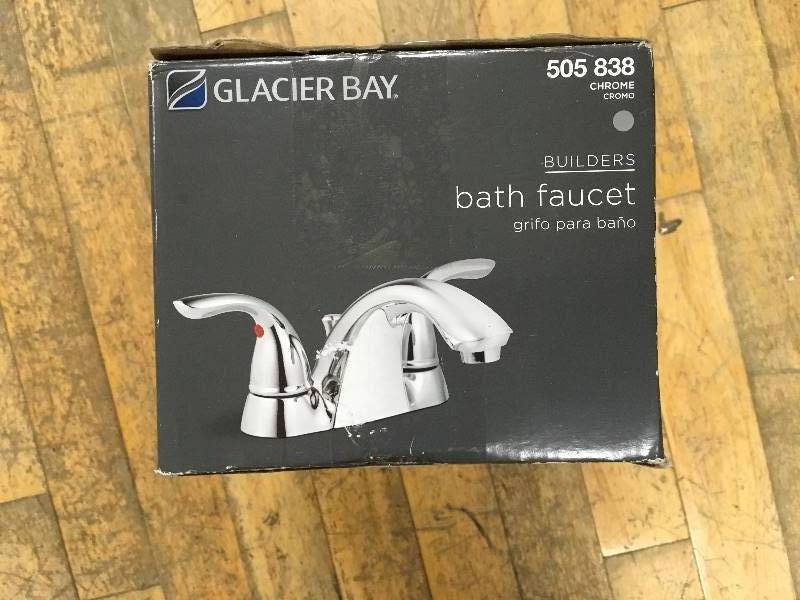 GLACIER BAY.
505 838
CHROME
CROMO
BUILDERS
bath faucet
grifo para baño